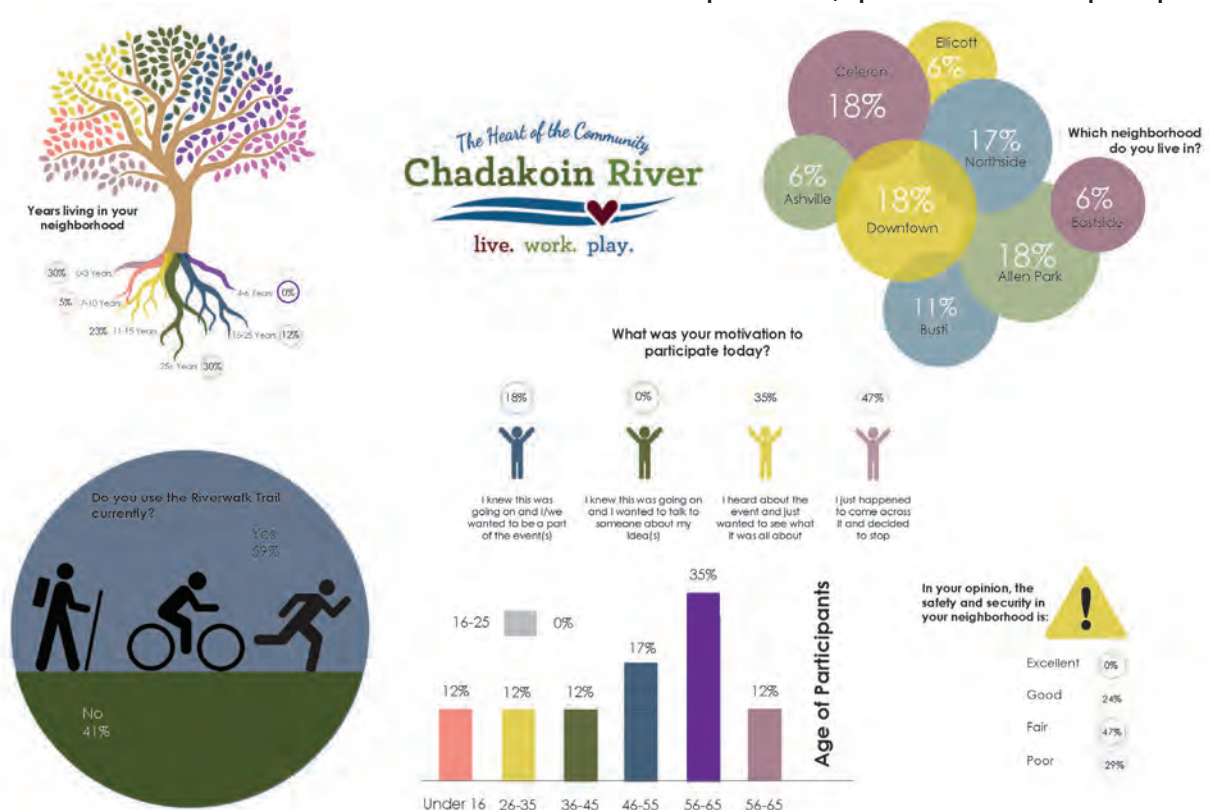 Ellicott
6%
Celeron
18%
17%
Northside
Which neighborhood
do you live in?
6%
Ashville
18%
Downtown
6%
Eastside
18%
Allen Park
11%
Busti
The Heart of the Community
Chadakoin River
live. work. play.
Years living in your
neighborhood
30% 0-3 Years
5% 7-10 Years
23% 11-15 Years
25+ Years 30%
16-25 Years 12%
4-6 Years 0%
What was your motivation to
participate today?
18%
I knew this was
going on and i/we
wanted to be a part
of the event(s)
0%
I knew this was going on
and I wanted to talk to
someone about my
idea(s)
35%
I heard about the
event and just
wanted to see what
it was all about
47%
I just happened
to come across
it and decided
to stop
Do you use the Riverwalk Trail
currently?
Yes
59%
No
41%
16-25 0%
12%
12%
12%
17%
35%
12%
Under 16 26-35 36-45 46-55 56-65 56-65
Age of Participants
In your opinion, the
safety and security in
your neighborhood is:
!
Excellent 0%
Good 24%
Fair 47%
Poor 29%